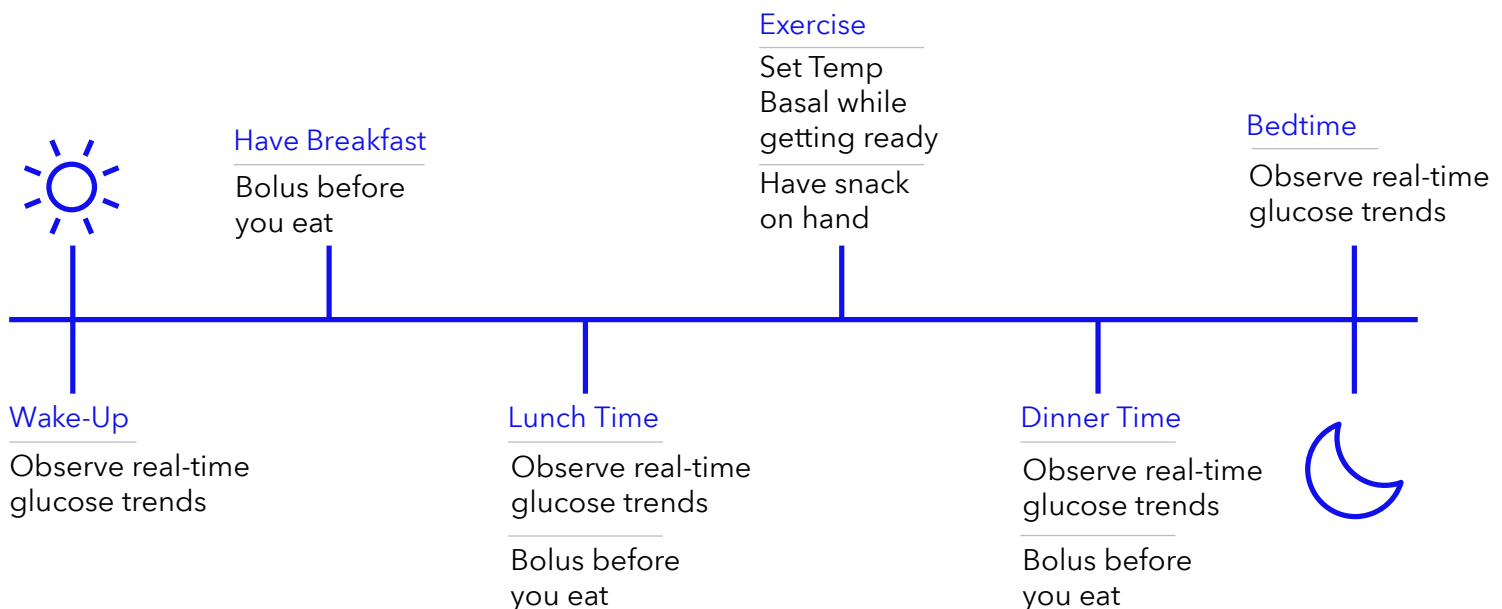 Wake-Up
Observe real-time
glucose trends
Have Breakfast
Bolus before
you eat
Lunch Time
Observe real-time
glucose trends
Bolus before
you eat
Exercise
Set Temp
Basal while
getting ready
Have snack
on hand
Dinner Time
Observe real-time
glucose trends
Bolus before
you eat
Bedtime
Observe real-time
glucose trends